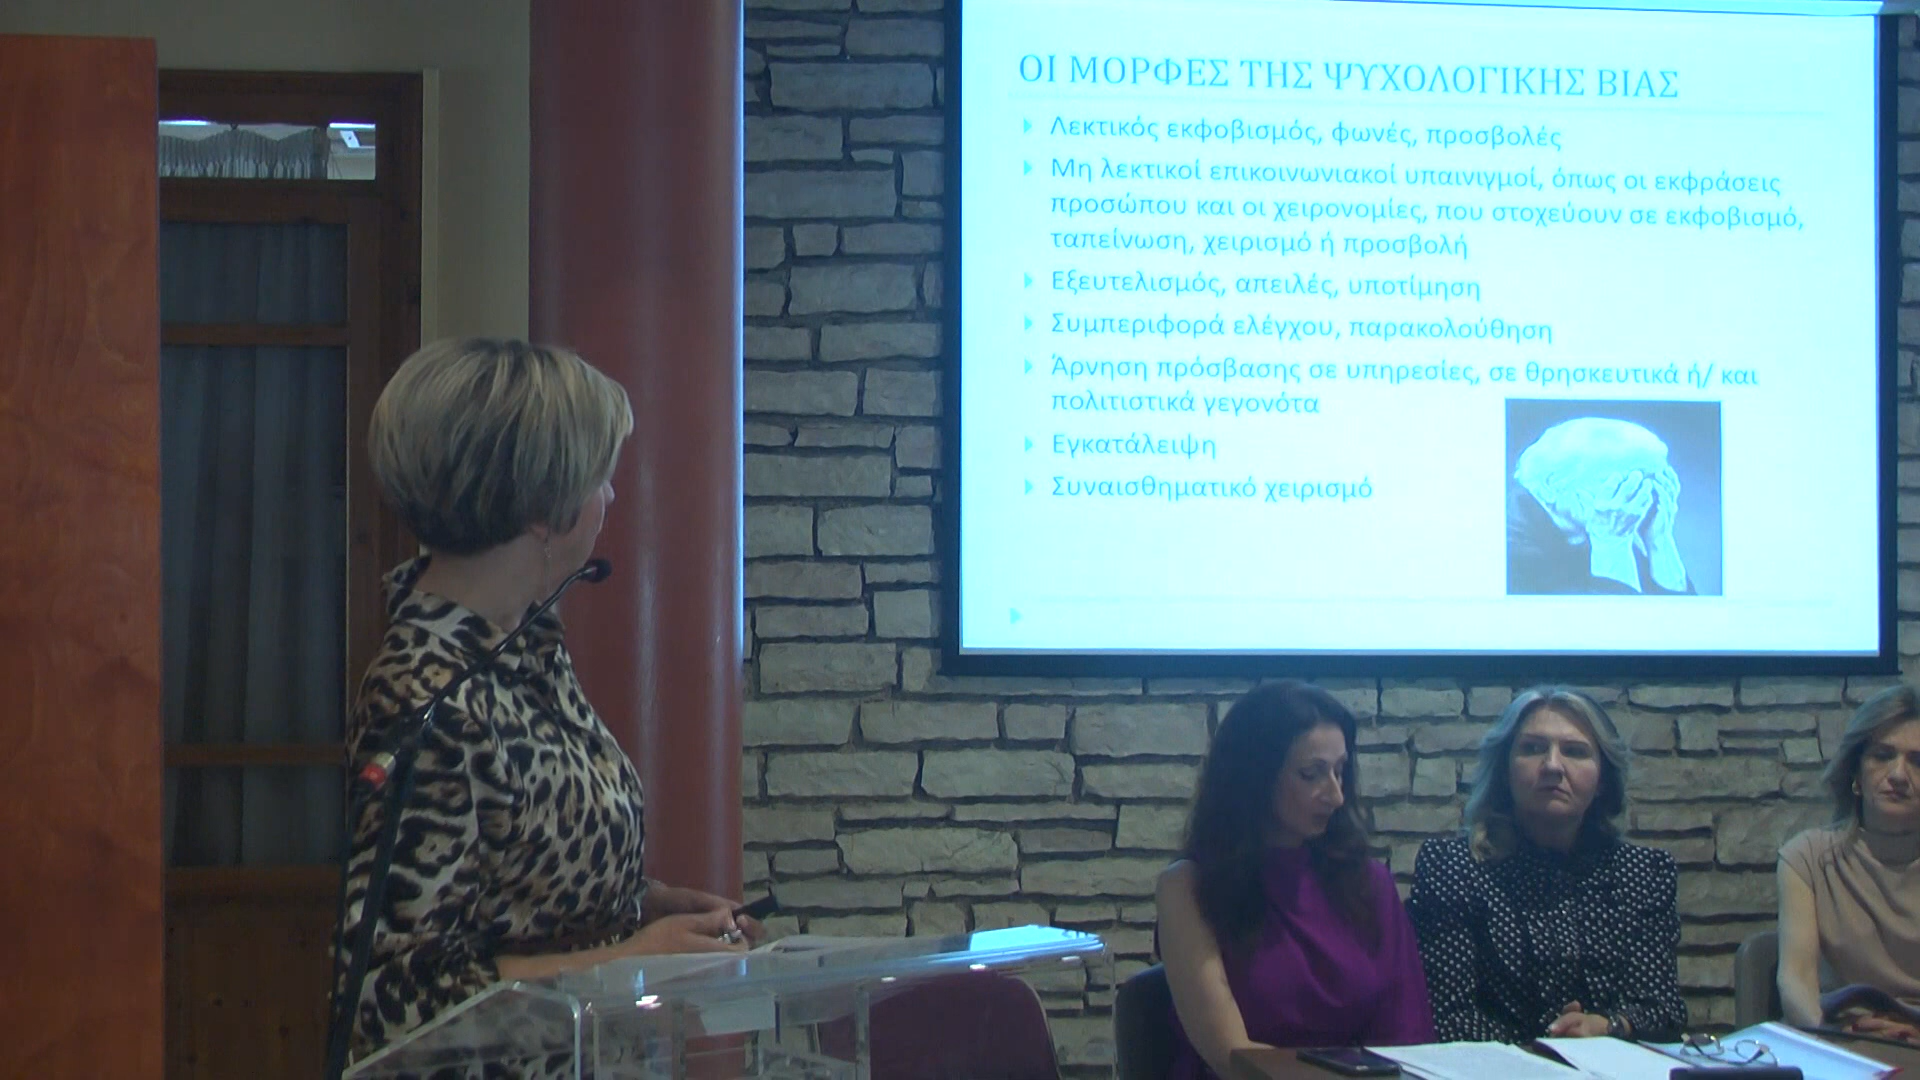 ΟΙ ΜΟΡΦΕΣ ΤΗΣ ΨΥΧΟΛΟΓΙΚΗΣ ΒΙΑΣ
Λεκτικός εκφοβισμός, φωνές, προσβολές
Μη λεκτικοί επικοινωνιακοί υπαινιγμοί, όπως οι εκφράσεις
προσώπου και οι χειρονομίες, που στοχεύουν σε εκφοβισμό,
ταπείνωση, χειρισμό ή προσβολή
Εξευτελισμός, απειλές, υποτίμηση
Συμπεριφορά ελέγχου, παρακολούθηση
Άρνηση πρόσβασης σε υπηρεσίες, σε θρησκευτικά ή/ και
πολιτιστικά γεγονότα
Εγκατάλειψη
Συναισθηματικό χειρισμό